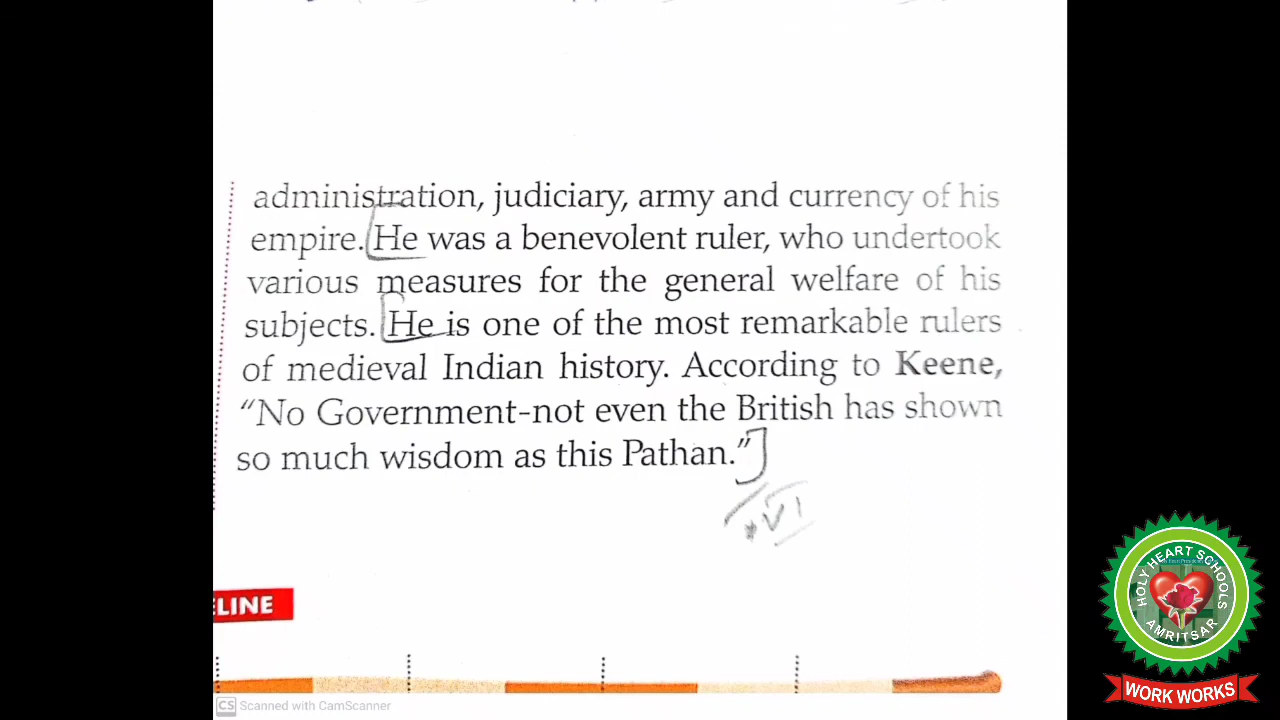 administration, judiciary, army and currency of his
empire. He was a benevolent ruler, who undertook
various measures for the general welfare of his
subjects. He is one of the most remarkable rulers
of medieval Indian history. According to Keene,
"No Government-not even the British has shown
so much wisdom as this Pathan."
VI
ELINE
CS Scanned with CamScanner
HOLY HEART SCHOOLS
AMRITSAR
WORK WORKS